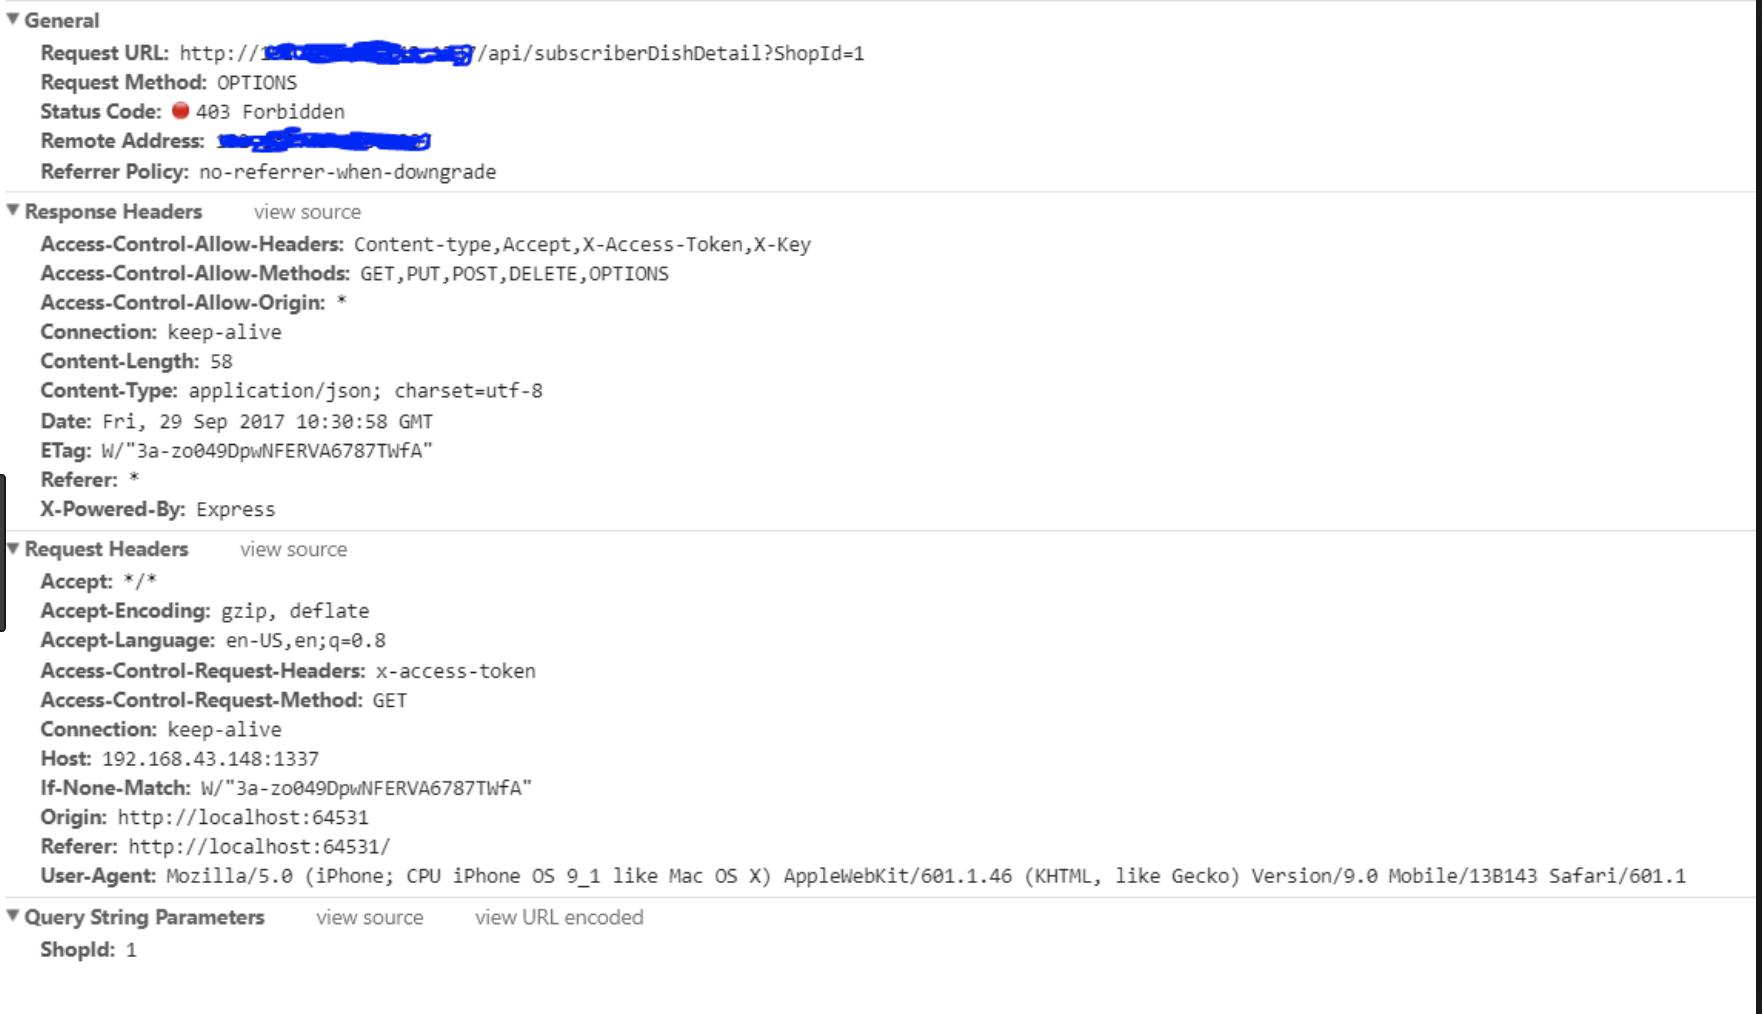 General
Request URL: http:// /api/subscriberDishDetail?ShopId=1
Request Method: OPTIONS
Status Code: 403 Forbidden
Remote Address:
Referrer Policy: no-referrer-when-downgrade
Response Headers view source
Access-Control-Allow-Headers: Content-type,Accept,X-Access-Token,X-Key
Access-Control-Allow-Methods: GET,PUT,POST,DELETE,OPTIONS
Access-Control-Allow-Origin: *
Connection: keep-alive
Content-Length: 58
Content-Type: application/json; charset=utf-8
Date: Fri, 29 Sep 2017 10:30:58 GMT
ETag: W/"3a-zo049DpwNFERVA6787TWfA"
Referer: *
X-Powered-By: Express
Request Headers view source
Accept: */*
Accept-Encoding: gzip, deflate
Accept-Language: en-US,en;q=0.8
Access-Control-Request-Headers: x-access-token
Access-Control-Request-Method: GET
Connection: keep-alive
Host: 192.168.43.148:1337
If-None-Match: W/"3a-zo049DpwNFERVA6787TWfA"
Origin: http://localhost:64531
Referer: http://localhost:64531/
User-Agent: Mozilla/5.0 (iPhone; CPU iPhone OS 9_1 like Mac OS X) AppleWebKit/601.1.46 (KHTML, like Gecko) Version/9.0 Mobile/13B143 Safari/601.1
Query String Parameters view source view URL encoded
ShopId: 1